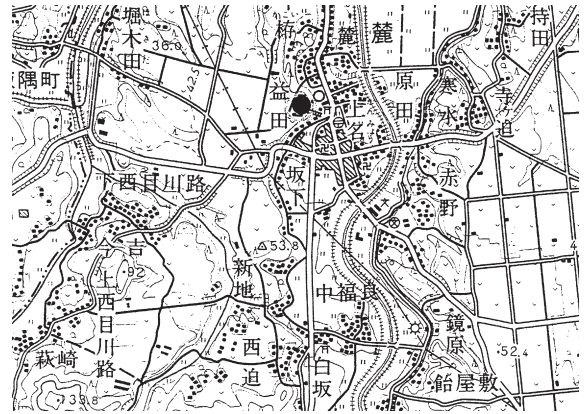 堀木田
36.0
持田
麓
麓
隅町
益田
上名
原田
寒水
寺ヶ迫
下西目川路
坂下
赤野
今吉
92
53.8
新地
上西目川路
中福良
鏡原
52.4
萩崎
西迫
白坂
飴屋敷
133.8